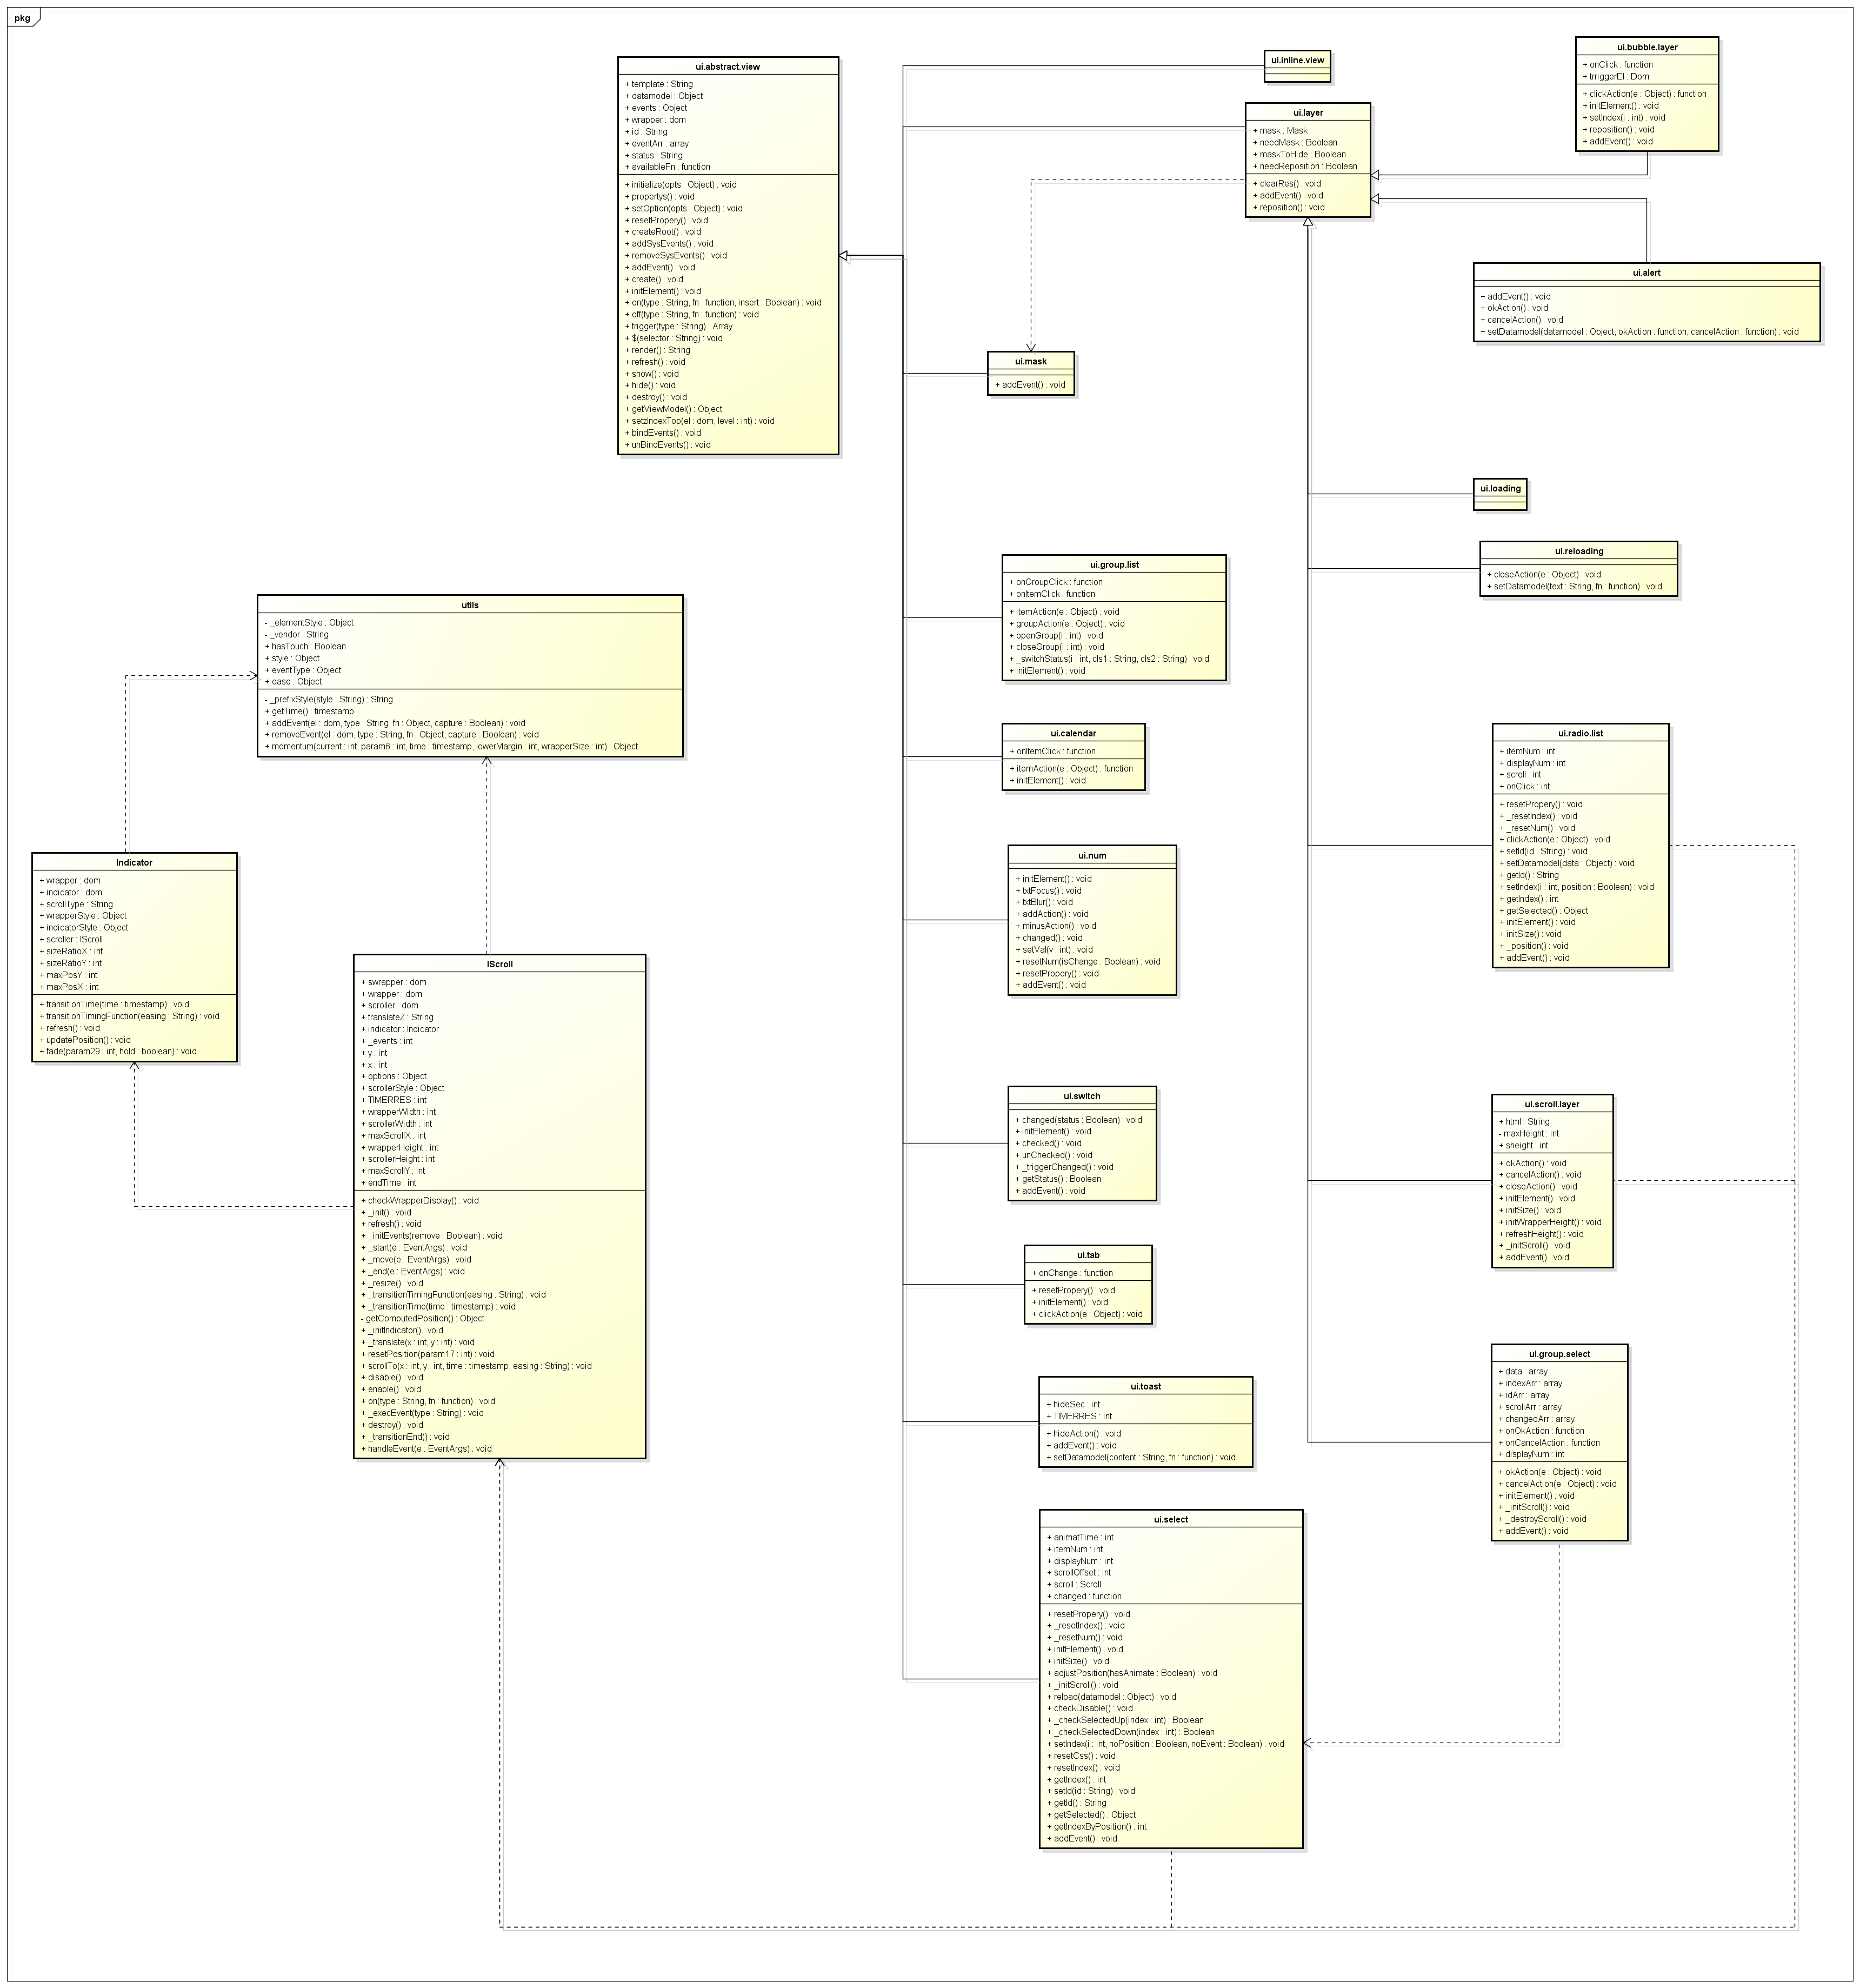 pkg
ui.abstract.view
+ template : String
+ datamodel : Object
+ events : Object
+ wrapper : dom
+ id : String
+ eventArr : array
+ status : String
+ availableFn : function
+ initialize(opts : Object) : void
+ propertys() : void
+ setOption(opts : Object) : void
+ resetPropery() : void
+ createRoot() : void
+ addSysEvents() : void
+ removeSysEvents() : void
+ addEvent() : void
+ create() : void
+ initElement() : void
+ on(type : String, fn : function, insert : Boolean) : void
+ off(type : String, fn : function) : void
+ trigger(type : String) : Array
+ $(selector : String) : void
+ render() : String
+ refresh() : void
+ show() : void
+ hide() : void
+ destroy() : void
+ getViewModel() : Object
+ setzIndexTop(el : dom, level : int) : void
+ bindEvents() : void
+ unBindEvents() : void
ui.inline.view
ui.layer
+ mask : Mask
+ needMask : Boolean
+ maskToHide : Boolean
+ needReposition : Boolean
+ clearRes() : void
+ addEvent() : void
+ reposition() : void
ui.bubble.layer
+ onClick : function
+ trriggerEl : Dom
+ clickAction(e : Object) : function
+ initElement() : void
+ setIndex(i : int) : void
+ reposition() : void
+ addEvent() : void
ui.alert
+ addEvent() : void
+ okAction() : void
+ cancelAction() : void
+ setDatamodel(datamodel : Object, okAction : function, cancelAction : function) : void
ui.mask
+ addEvent() : void
ui.loading
ui.reloading
+ closeAction(e : Object) : void
+ setDatamodel(text : String, fn : function) : void
ui.group.list
+ onGroupClick : function
+ onItemClick : function
+ itemAction(e : Object) : void
+ groupAction(e : Object) : void
+ openGroup(i : int) : void
+ closeGroup(i : int) : void
+ _switchStatus(i : int, cls1 : String, cls2 : String) : void
+ initElement() : void
utils
- _elementStyle : Object
- _vendor : String
+ hasTouch : Boolean
+ style : Object
+ eventType : Object
+ ease : Object
- _prefixStyle(style : String) : String
+ getTime() : timestamp
+ addEvent(el : dom, type : String, fn : Object, capture : Boolean) : void
+ removeEvent(el : dom, type : String, fn : Object, capture : Boolean) : void
+ momentum(current : int, param6 : int, time : timestamp, lowerMargin : int, wrapperSize : int) : Object
ui.calendar
+ onItemClick : function
+ itemAction(e : Object) : function
+ initElement() : void
ui.radio.list
+ itemNum : int
+ displayNum : int
+ scroll : int
+ onClick : int
+ resetPropery() : void
+ _resetIndex() : void
+ _resetNum() : void
+ clickAction(e : Object) : void
+ setId(id : String) : void
+ setDatamodel(data : Object) : void
+ getId() : String
+ setIndex(i : int, position : Boolean) : void
+ getIndex() : int
+ getSelected() : Object
+ initElement() : void
+ initSize() : void
+ _position() : void
+ addEvent() : void
ui.num
+ initElement() : void
+ txtFocus() : void
+ txtBlur() : void
+ addAction() : void
+ minusAction() : void
+ changed() : void
+ setVal(v : int) : void
+ resetNum(isChange : Boolean) : void
+ resetPropery() : void
+ addEvent() : void
Indicator
+ wrapper : dom
+ indicator : dom
+ scrollType : String
+ wrapperStyle : Object
+ indicatorStyle : Object
+ scroller : IScroll
+ sizeRatioX : int
+ sizeRatioY : int
+ maxPosY : int
+ maxPosX : int
+ transitionTime(time : timestamp) : void
+ transitionTimingFunction(easing : String) : void
+ refresh() : void
+ updatePosition() : void
+ fade(param29 : int, hold : boolean) : void
IScroll
+ swrapper : dom
+ wrapper : dom
+ scroller : dom
+ translateZ : String
+ indicator : Indicator
+ _events : int
+ y : int
+ x : int
+ options : Object
+ scrollerStyle : Object
+ TIMERRES : int
+ wrapperWidth : int
+ scrollerWidth : int
+ maxScrollX : int
+ wrapperHeight : int
+ scrollerHeight : int
+ maxScrollY : int
+ endTime : int
+ checkWrapperDisplay() : void
+ _init() : void
+ refresh() : void
+ _initEvents(remove : Boolean) : void
+ _start(e : EventArgs) : void
+ _move(e : EventArgs) : void
+ _end(e : EventArgs) : void
+ _resize() : void
+ _transitionTimingFunction(easing : String) : void
+ _transitionTime(time : timestamp) : void
- getComputedPosition() : Object
+ _initIndicator() : void
+ _translate(x : int, y : int) : void
+ resetPosition(param17 : int) : void
+ scrollTo(x : int, y : int, time : timestamp, easing : String) : void
+ disable() : void
+ enable() : void
+ on(type : String, fn : function) : void
+ _execEvent(type : String) : void
+ destroy() : void
+ _transitionEnd() : void
+ handleEvent(e : EventArgs) : void
ui.switch
+ changed(status : Boolean) : void
+ initElement() : void
+ checked() : void
+ unChecked() : void
+ _triggerChanged() : void
+ getStatus() : Boolean
+ addEvent() : void
ui.scroll.layer
+ html : String
- maxHeight : int
+ sheight : int
+ okAction() : void
+ cancelAction() : void
+ closeAction() : void
+ initElement() : void
+ initSize() : void
+ initWrapperHeight() : void
+ refreshHeight() : void
+ _initScroll() : void
+ addEvent() : void
ui.tab
+ onChange : function
+ resetPropery() : void
+ initElement() : void
+ clickAction(e : Object) : void
ui.toast
+ hideSec : int
+ TIMERRES : int
+ hideAction() : void
+ addEvent() : void
+ setDatamodel(content : String, fn : function) : void
ui.group.select
+ data : array
+ indexArr : array
+ idArr : array
+ scrollArr : array
+ changedArr : array
+ onOkAction : function
+ onCancelAction : function
+ displayNum : int
+ okAction(e : Object) : void
+ cancelAction(e : Object) : void
+ initElement() : void
+ _initScroll() : void
+ _destroyScroll() : void
+ addEvent() : void
ui.select
+ animatTime : int
+ itemNum : int
+ displayNum : int
+ scrollOffset : int
+ scroll : Scroll
+ changed : function
+ resetPropery() : void
+ _resetIndex() : void
+ _resetNum() : void
+ initElement() : void
+ initSize() : void
+ adjustPosition(hasAnimate : Boolean) : void
+ _initScroll() : void
+ reload(datamodel : Object) : void
+ checkDisable() : void
+ _checkSelectedUp(index : int) : Boolean
+ _checkSelectedDown(index : int) : Boolean
+ setIndex(i : int, noPosition : Boolean, noEvent : Boolean) : void
+ resetCss() : void
+ resetIndex() : void
+ getIndex() : int
+ setId(id : String) : void
+ getId() : String
+ getSelected() : Object
+ getIndexByPosition() : int
+ addEvent() : void